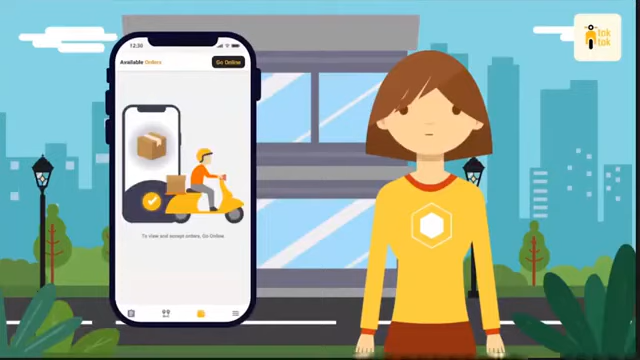 12:30
Available Orders
Go Online
To view and accept orders, Go Online
tok
tok